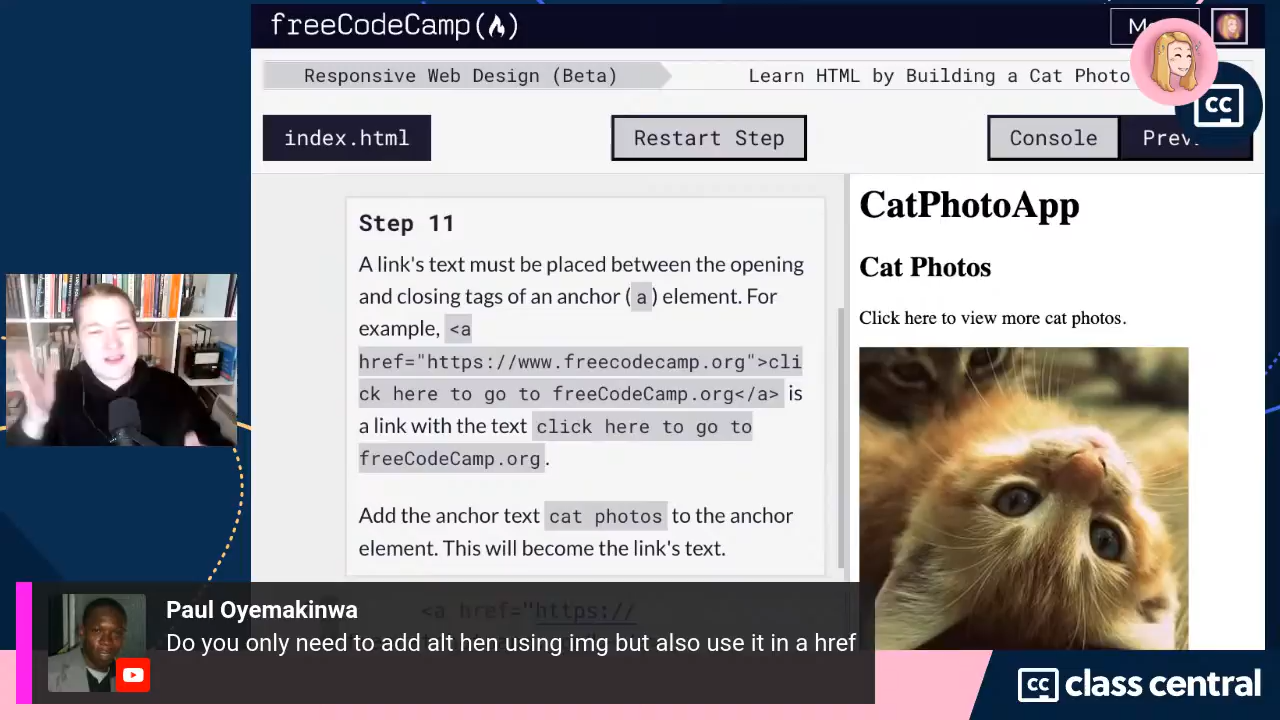 freeCodeCamp
Responsive Web Design (Beta)
Learn HTML by Building a Cat Photo
index.html
Restart Step
Console
Step 11
A link's text must be placed between the opening
and closing tags of an anchor ( a ) element. For
example, <a
href="https://www.freecodecamp.org">cli
ck here to go to freeCodeCamp.org</a> is
a link with the text click here to go to
freeCodeCamp.org.
Add the anchor text cat photos to the anchor
element. This will become the link's text.
<a href="https://
CatPhotoApp
Cat Photos
Click here to view more cat photos.
Paul Oyemakinwa
Do you only need to add alt hen using img but also use it in a href
cc
cc class central